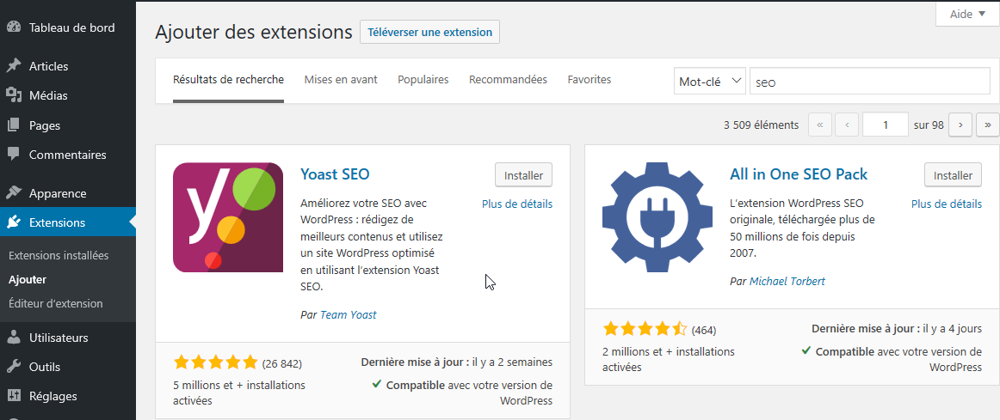 Aide
Tableau de bord
Articles
Médias
Pages
Commentaires
Apparence
Extensions
Extensions installées
Ajouter
Éditeur d'extension
Utilisateurs
Outils
Réglages
Ajouter des extensions
Téléverser une extension
Résultats de recherche
Mises en avant
Populaires
Recommandées
Favorites
Mot-clé
seo
3 509 éléments
«
‹
1
sur 98
›
»
y
Yoast SEO
Installer
Plus de détails
Améliorez votre SEO avec
WordPress : rédigez de
meilleurs contenus et utilisez
un site WordPress optimisé
en utilisant l'extension Yoast
SEO.
Par Team Yoast
(26 842)
5 millions et + installations
activées
Dernière mise à jour : il y a 2 semaines
Compatible avec votre version de
WordPress
All in One SEO Pack
Installer
Plus de détails
L'extension WordPress SEO
originale, téléchargée plus de
50 millions de fois depuis
2007.
Par Michael Torbert
(464)
2 millions et + installations
activées
Dernière mise à jour : il y a 4 jours
Compatible avec votre version de
WordPress